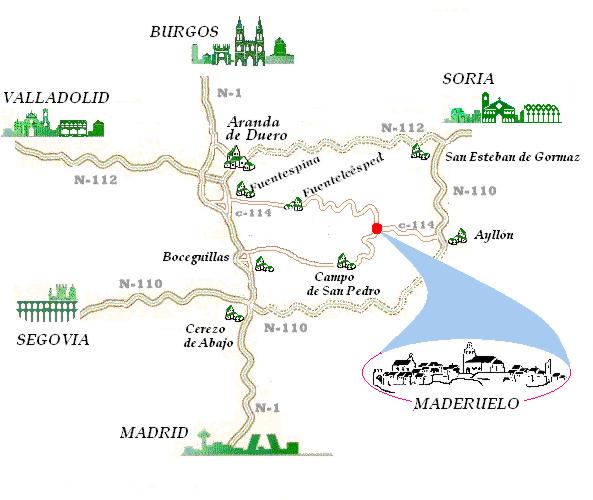 BURGOS
SORIA
VALLADOLID
N-1
Aranda
de Duero
N-112
San Esteban de Gormaz
N-112
Fuentespina
Fuentelcésped
N-110
c-114
c-114
Ayllón
Boceguillas
Campo
de San Pedro
N-110
SEGOVIA
Cerezo
de Abajo
N-110
MADERUELO
N-1
MADRID